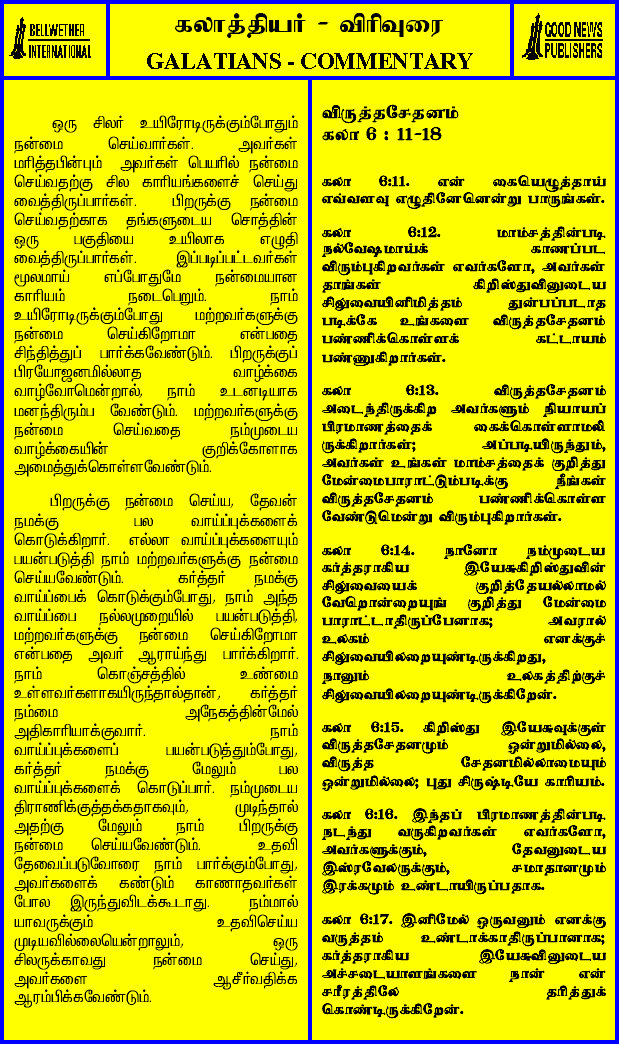 BELLWETHER
INTERNATIONAL
கலாத்தியர் - விரிவுரை
GALATIANS - COMMENTARY
GOOD NEWS
PUBLISHERS
ஒரு சிலர் உயிரோடிருக்கும்போதும்
நன்மை செய்வார்கள். அவர்கள்
மரித்தபின்பும் அவர்கள் பெயரில் நன்மை
செய்வதற்கு சில காரியங்களைச் செய்து
வைத்திருப்பார்கள். பிறருக்கு நன்மை
செய்வதற்காக தங்களுடைய சொத்தின்
ஒரு பகுதியை உயிலாக எழுதி
வைத்திருப்பார்கள். இப்படிப்பட்டவர்கள்
மூலமாய் எப்போதுமே நன்மையான
காரியம் நடைபெறும். நாம்
உயிரோடிருக்கும்போது மற்றவர்களுக்கு
நன்மை செய்கிறோமா என்பதை
சிந்தித்துப் பார்க்கவேண்டும். பிறருக்குப்
பிரயோஜனமில்லாத வாழ்க்கை
வாழ்வோமென்றால், நாம் உடனடியாக
மனந்திரும்ப வேண்டும். மற்றவர்களுக்கு
நன்மை செய்வதை நம்முடைய
வாழ்க்கையின் குறிக்கோளாக
அமைத்துக்கொள்ளவேண்டும்.
பிறருக்கு நன்மை செய்ய, தேவன்
நமக்கு பல வாய்ப்புக்களைக்
கொடுக்கிறார். எல்லா வாய்ப்புக்களையும்
பயன்படுத்தி நாம் மற்றவர்களுக்கு நன்மை
செய்யவேண்டும். கர்த்தர் நமக்கு
வாய்ப்பைக் கொடுக்கும்போது, நாம் அந்த
வாய்ப்பை நல்லமுறையில் பயன்படுத்தி,
மற்றவர்களுக்கு நன்மை செய்கிறோமா
என்பதை அவர் ஆராய்ந்து பார்க்கிறார்.
நாம் கொஞ்சத்தில் உண்மை
உள்ளவர்களாகயிருந்தால்தான், கர்த்தர்
நம்மை அநேகத்தின்மேல்
அதிகாரியாக்குவார். நாம்
வாய்ப்புக்களைப் பயன்படுத்தும்போது,
கர்த்தர் நமக்கு மேலும் பல
வாய்ப்புக்களைக் கொடுப்பார். நம்முடைய
திராணிக்குத்தக்கதாகவும், முடிந்தால்
அதற்கு மேலும் நாம் பிறருக்கு
நன்மை செய்யவேண்டும். உதவி
தேவைப்படுவோரை நாம் பார்க்கும்போது,
அவர்களைக் கண்டும் காணாதவர்கள்
போல இருந்துவிடக்கூடாது. நம்மால்
யாவருக்கும் உதவிசெய்ய
முடியவில்லையென்றாலும், ஒரு
சிலருக்காவது நன்மை செய்து,
அவர்களை ஆசீர்வதிக்க
ஆரம்பிக்கவேண்டும்.
விருத்தசேதனம்
கலா 6 : 11-18
கலா 6:11. என் கையெழுத்தாய்
எவ்வளவு எழுதினேனென்று பாருங்கள்.
கலா 6:12. மாம்சத்தின்படி
நல்வேஷமாய்க் காணப்பட
விரும்புகிறவர்கள் எவர்களோ, அவர்கள்
தாங்கள் கிறிஸ்துவினுடைய
சிலுவையினிமித்தம் துன்பப்படாத
படிக்கே உங்களை விருத்தசேதனம்
பண்ணிக்கொள்ளக் கட்டாயம்
பண்ணுகிறார்கள்.
கலா 6:13. விருத்தசேதனம்
அடைந்திருக்கிற அவர்களும் நியாயப்
பிரமாணத்தைக் கைக்கொள்ளாமலி
ருக்கிறார்கள்; அப்படியிருந்தும்,
அவர்கள் உங்கள் மாம்சத்தைக் குறித்து
மேன்மைபாராட்டும்படிக்கு நீங்கள்
விருத்தசேதனம் பண்ணிக்கொள்ள
வேண்டுமென்று விரும்புகிறார்கள்.
கலா 6:14. நானோ நம்முடைய
கர்த்தராகிய இயேசுகிறிஸ்துவின்
சிலுவையைக் குறித்தேயல்லாமல்
வேறொன்றையுங் குறித்து மேன்மை
பாராட்டாதிருப்பேனாக; அவரால்
உலகம் எனக்குச்
சிலுவையிலறையுண்டிருக்கிறது,
நானும் உலகத்திற்குச்
சிலுவையிலறையுண்டிருக்கிறேன்.
கலா 6:15. கிறிஸ்து இயேசுவுக்குள்
விருத்தசேதனமும் ஒன்றுமில்லை,
விருத்த சேதனமில்லாமையும்
ஒன்றுமில்லை; புது சிருஷ்டியே காரியம்.
கலா 6:16. இந்தப் பிரமாணத்தின்படி
நடந்து வருகிறவர்கள் எவர்களோ,
அவர்களுக்கும், தேவனுடைய
இஸ்ரவேலருக்கும், சமாதானமும்
இரக்கமும் உண்டாயிருப்பதாக.
கலா 6:17. இனிமேல் ஒருவனும் எனக்கு
வருத்தம் உண்டாக்காதிருப்பானாக;
கர்த்தராகிய இயேசுவினுடைய
அச்சடையாளங்களை நான் என்
சரீரத்திலே தரித்துக்
கொண்டிருக்கிறேன்.